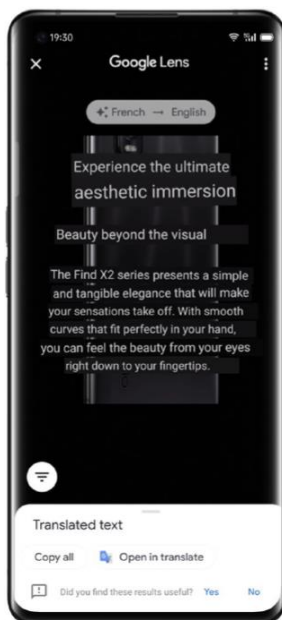 19:30
Google Lens
French → English
Experience the ultimate
aesthetic immersion
Beauty beyond the visual
The Find X2 series presents a simple
and tangible elegance that will make
your sensations take off. With smooth
curves that fit perfectly in your hand,
you can feel the beauty from your eyes
right down to your fingertips.
Translated text
Copy all
Open in translate
Did you find these results useful? Yes No